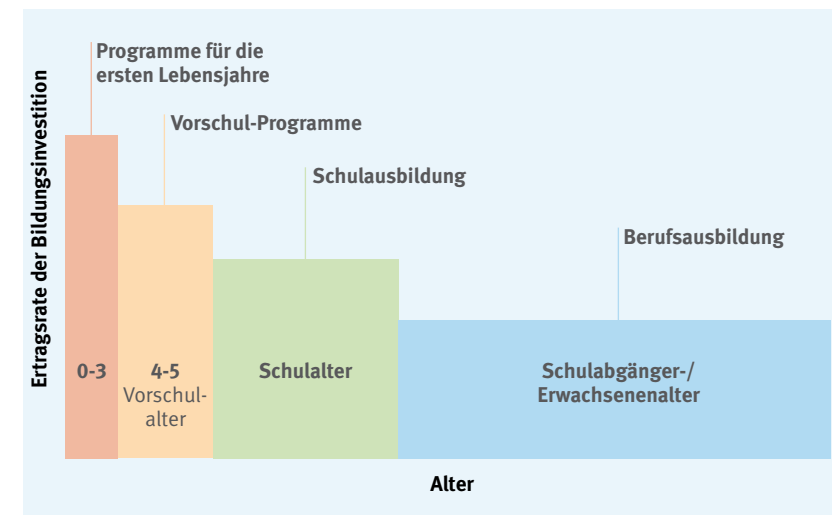 Programme für die
ersten Lebensjahre
Vorschul-Programme
Schulausbildung
Berufsausbildung
Ertragsrate der Bildungsinvestition
0-3
4-5
Vorschul-
alter
Schulalter
Schulabgänger-/
Erwachsenenalter
Alter